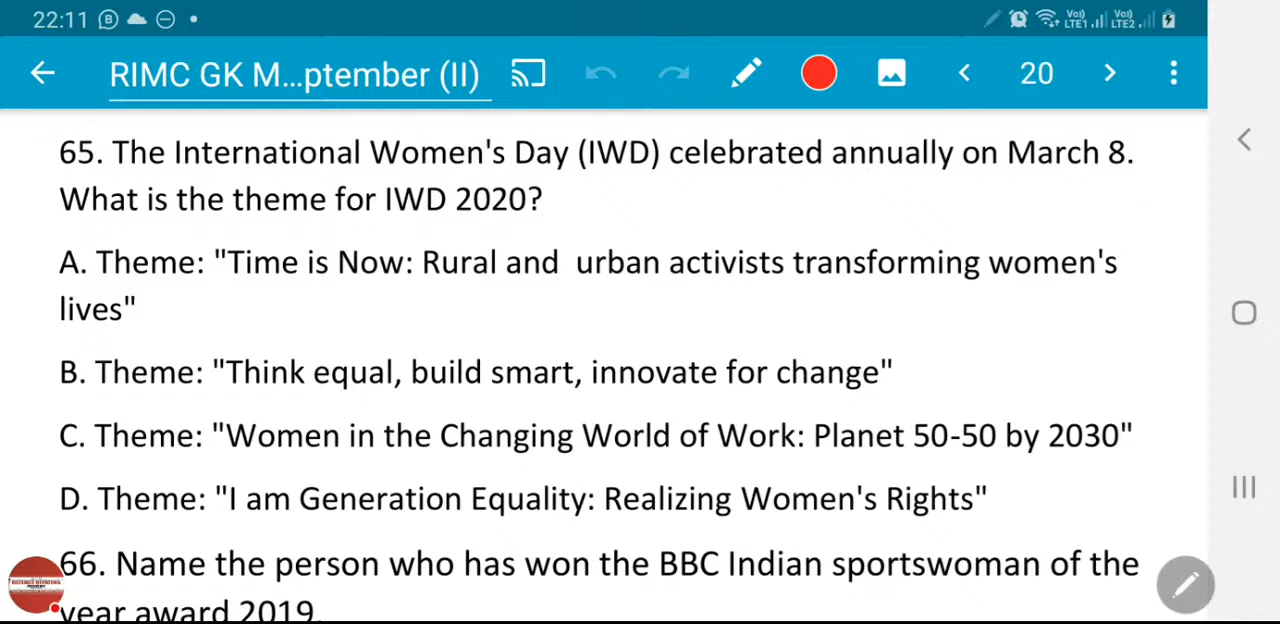 22:11
Vo) LTE1 Vo) LTE2
RIMC GK M...ptember (II)
20
65. The International Women's Day (IWD) celebrated annually on March 8.
What is the theme for IWD 2020?
A. Theme: "Time is Now: Rural and urban activists transforming women's
lives"
B. Theme: "Think equal, build smart, innovate for change"
C. Theme: "Women in the Changing World of Work: Planet 50-50 by 2030"
D. Theme: "I am Generation Equality: Realizing Women's Rights"
66. Name the person who has won the BBC Indian sportswoman of the
year award 2019.